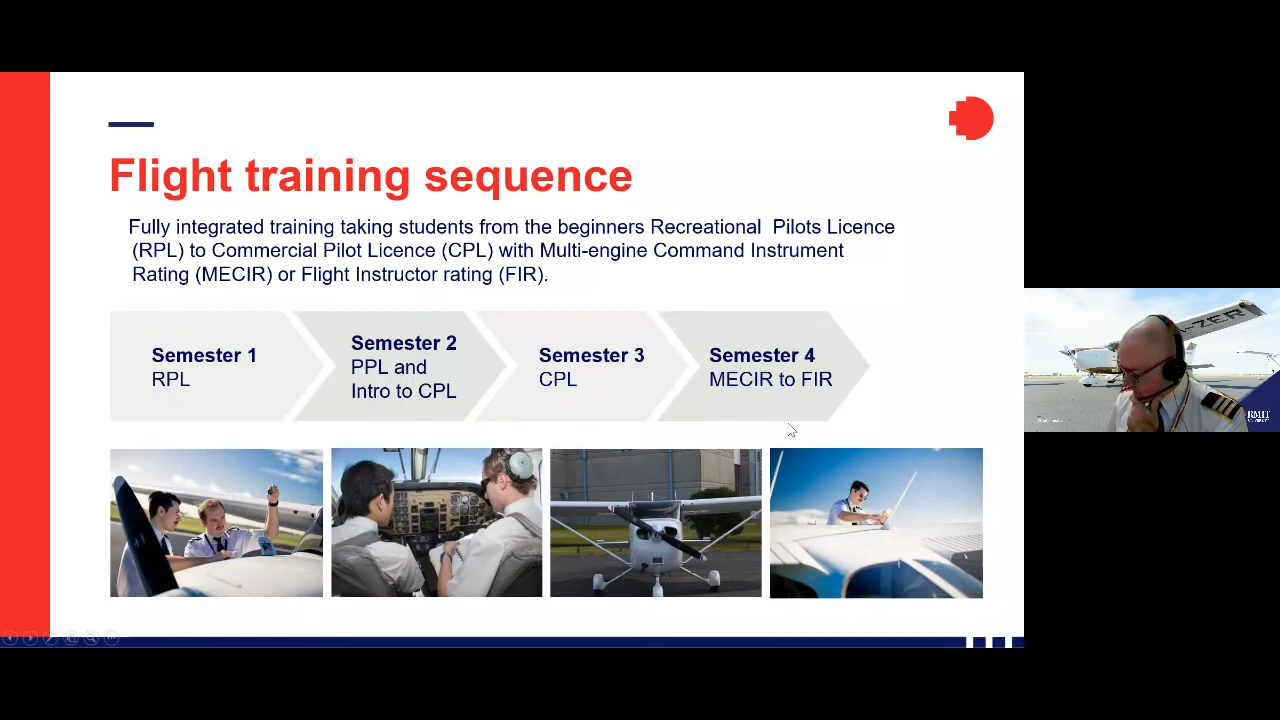 Flight training sequence
Fully integrated training taking students from the beginners Recreational  Pilots Licence
(RPL) to Commercial Pilot Licence (CPL) with Multi-engine Command Instrument
Rating (MECIR) or Flight Instructor rating (FIR).
Semester 1
RPL
Semester 2
PPL and
Intro to CPL
Semester 3
CPL
Semester 4
MECIR to FIR
RMIT
UNIVERSITY